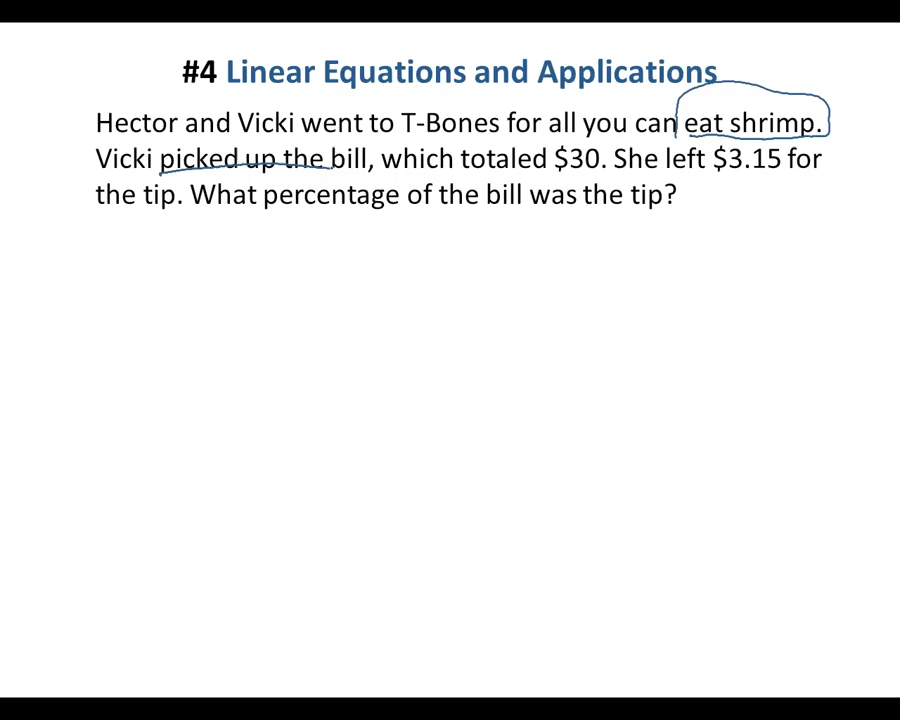 #4 Linear Equations and Applications
Hector and Vicki went to T-Bones for all you can eat shrimp.
Vicki picked up the bill, which totaled $30. She left $3.15 for
the tip. What percentage of the bill was the tip?